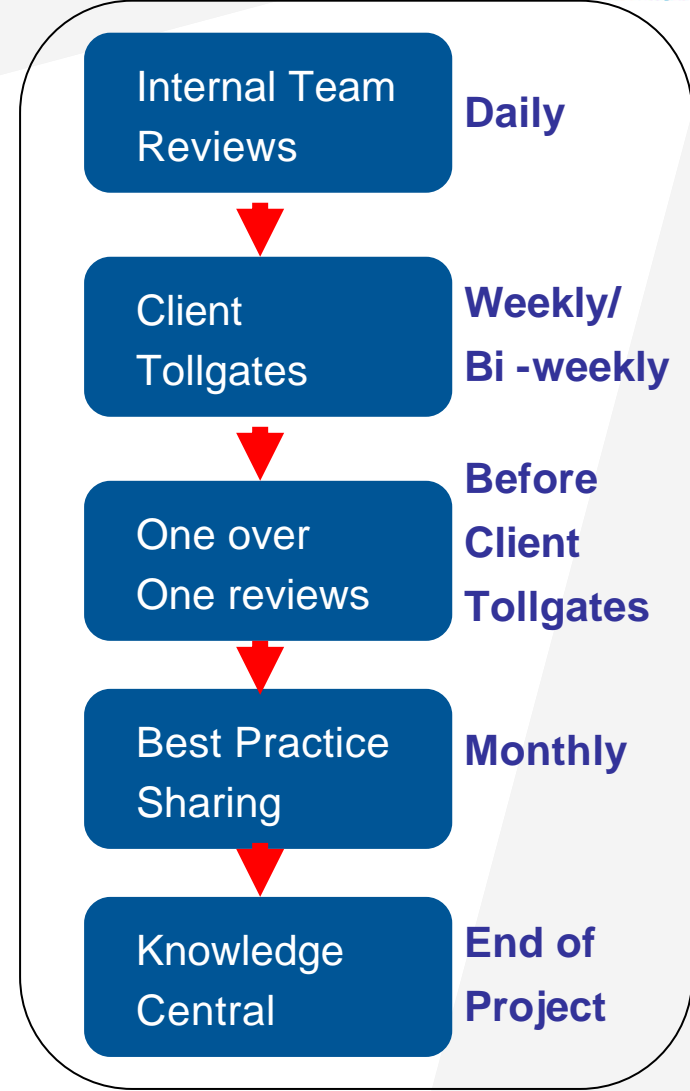 Internal Team
Reviews
Daily
Client
Tollgates
Weekly/
Bi -weekly
One over
One reviews
Before
Client
Tollgates
Best Practice
Sharing
Monthly
Knowledge
Central
End of
Project